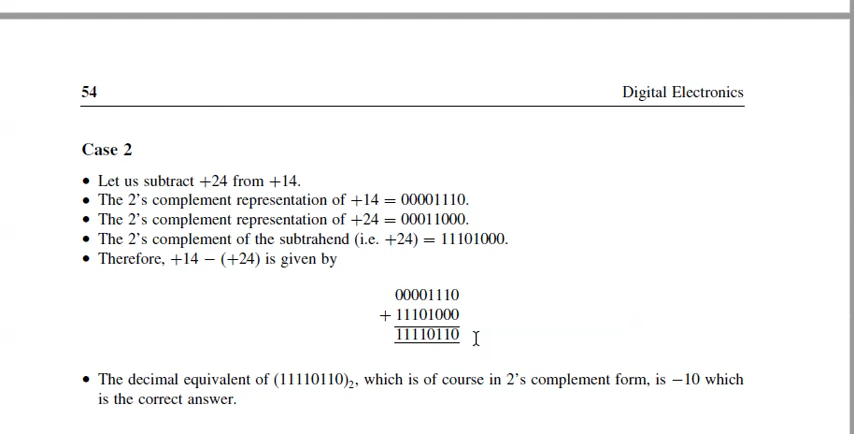 54 Digital Electronics
Case 2
• Let us subtract +24 from +14.
• The 2's complement representation of +14 = 00001110.
• The 2's complement representation of +24 = 00011000.
• The 2's complement of the subtrahend (i.e. +24) = 11101000.
• Therefore, +14 − (+24) is given by
00001110
+ 11101000
11110110
• The decimal equivalent of (11110110)₂, which is of course in 2's complement form, is −10 which
is the correct answer.